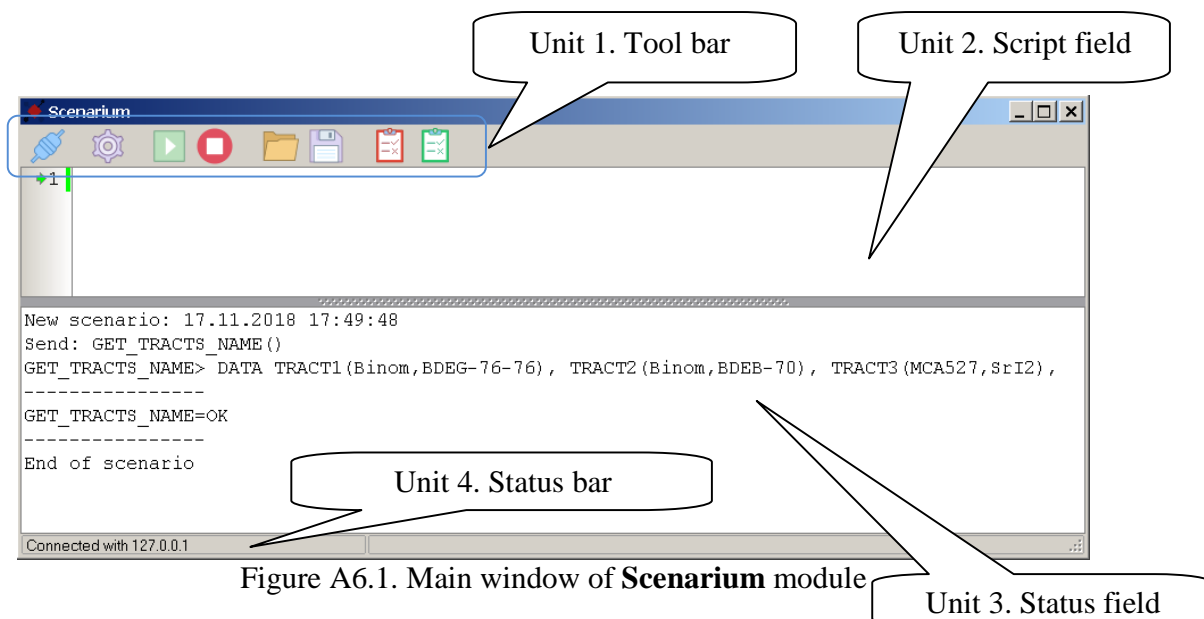 Unit 1. Tool bar
Unit 2. Script field
Scenarium
1
New scenario: 17.11.2018 17:49:48
Send: GET_TRACTS_NAME()
GET_TRACTS_NAME> DATA TRACT1(Binom,BDEG-76-76), TRACT2(Binom,BDEB-70), TRACT3(MCA527,SrI2),
----------------
GET_TRACTS_NAME=OK
----------------
End of scenario
Unit 4. Status bar
Connected with 127.0.0.1
Figure A6.1. Main window of Scenarium module
Unit 3. Status field